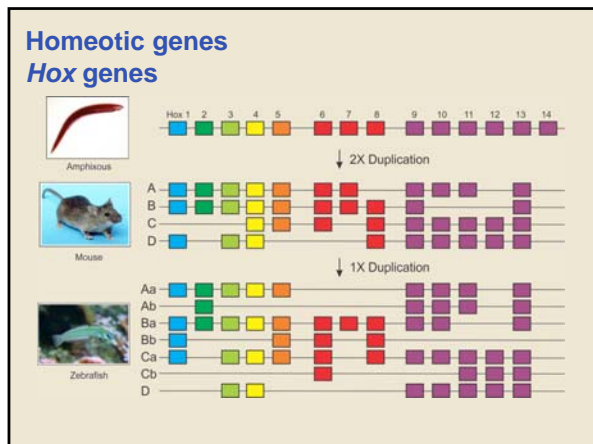 Homeotic genes
Hox genes
Hox 1 2 3 4 5 6 7 8 9 10 11 12 13 14
Amphixous
2X Duplication
A
B
C
D
Mouse
1X Duplication
Aa
Ab
Ba
Bb
Ca
Cb
D
Zebrafish